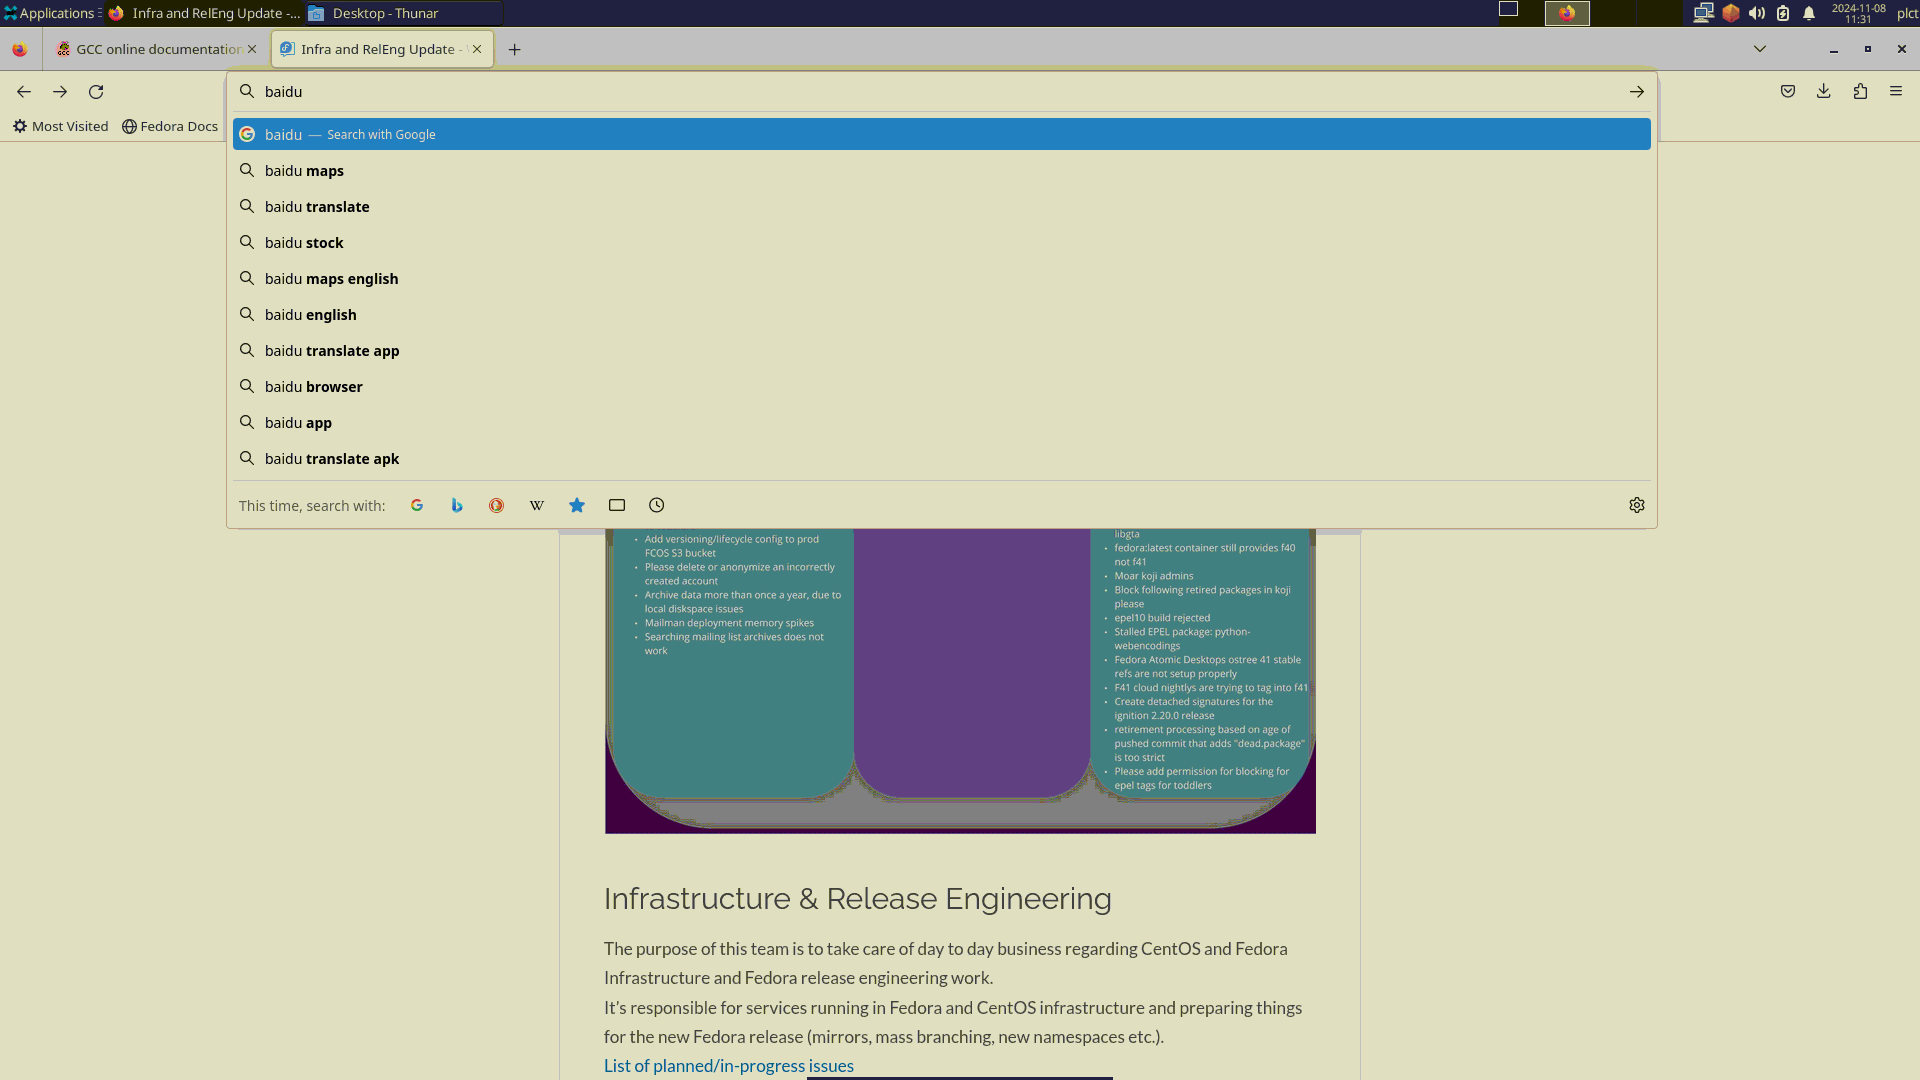 Applications
Infra and RelEng Update -...
Desktop - Thunar
2024-11-08
11:31
plct
GCC online documentation
Infra and RelEng Update -
baidu
Most Visited
Fedora Docs
baidu — Search with Google
baidu maps
baidu translate
baidu stock
baidu maps english
baidu english
baidu translate app
baidu browser
baidu app
baidu translate apk
This time, search with:
Add versioning/lifecycle config to prod
FCOS S3 bucket
Please delete or anonymize an incorrectly
created account
Archive data more than once a year, due to
local diskspace issues
Mailman deployment memory spikes
Searching mailing list archives does not
work
libgta
fedora:latest container still provides f40
not f41
Moar koji admins
Block following retired packages in koji
please
epel10 build rejected
Stalled EPEL package: python-
webencodings
Fedora Atomic Desktops ostree 41 stable
refs are not setup properly
F41 cloud nightlys are trying to tag into f41
Create detached signatures for the
ignition 2.20.0 release
retirement processing based on age of
pushed commit that adds "dead.package"
is too strict
Please add permission for blocking for
epel tags for toddlers
Infrastructure & Release Engineering
The purpose of this team is to take care of day to day business regarding CentOS and Fedora
Infrastructure and Fedora release engineering work.
It's responsible for services running in Fedora and CentOS infrastructure and preparing things
for the new Fedora release (mirrors, mass branching, new namespaces etc.).
List of planned/in-progress issues